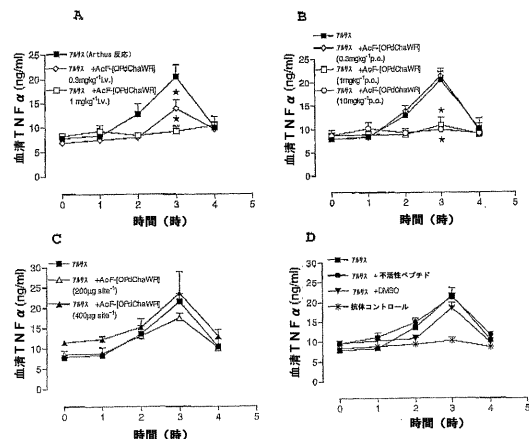 A
アルサス (Arthus 反応)
アルサス +AcF-[OPdChaWR]
0.3mgkg⁻¹i.v.)
アルサス +AcF-[OPdChaWR]
1 mgkg⁻¹i.v.)
血清TNFα (ng/ml)
25
20
15
10
5
0
0 1 2 3 4 5
時間 (時)
B
アルサス
アルサス +AcF-[OPdChaWR]
(0.3mgkg⁻¹p.o.)
アルサス +AcF-[OPdChaWR]
(1mgkg⁻¹p.o.)
アルサス +AcF-[OPdChaWR]
(10mgkg⁻¹p.o.)
血清TNFα (ng/ml)
25
20
15
10
5
0
0 1 2 3 4 5
時間 (時)
C
アルサス
アルサス +AcF-[OPdChaWR]
(200μg site⁻¹)
アルサス +AcF-[OPdChaWR]
(400μg site⁻¹)
血清TNFα (ng/ml)
30
25
20
15
10
5
0
0 1 2 3 4 5
時間 (時)
D
アルサス
アルサス +不活性ペプチド
アルサス +DMSO
抗体コントロール
血清TNFα (ng/ml)
30
25
20
15
10
5
0
0 1 2 3 4 5
時間 (時)